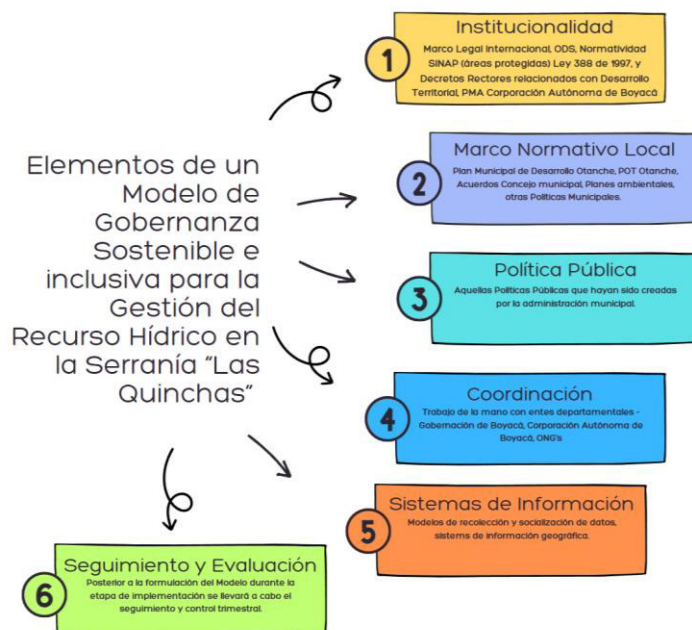 Elementos de un
Modelo de
Gobernanza
Sostenible e
inclusiva para la
Gestión del
Recurso Hídrico en
la Serranía "Las
Quinchas"
1
Institucionalidad
Marco Legal Internacional, ODS, Normatividad
SINAP (áreas protegidas) Ley 388 de 1997, y
Decretos Rectores relacionados con Desarrollo
Territorial, PMA Corporación Autónoma de Boyacá
2
Marco Normativo Local
Plan Municipal de Desarrollo Otanche, POT Otanche,
Acuerdos Concejo municipal, Planes ambientales,
otras Políticas Municipales.
3
Política Pública
Aquellas Políticas Públicas que hayan sido creadas
por la administración municipal.
4
Coordinación
Trabajo de la mano con entes departamentales -
Gobernación de Boyacá, Corporación Autónoma de
Boyacá, ONG's
5
Sistemas de Información
Modelos de recolección y socialización de datos,
sistems de información geográfica.
6
Seguimiento y Evaluación
Posterior a la formulación del Modelo durante la
etapa de implementación se llevará a cabo el
seguimiento y control trimestral.